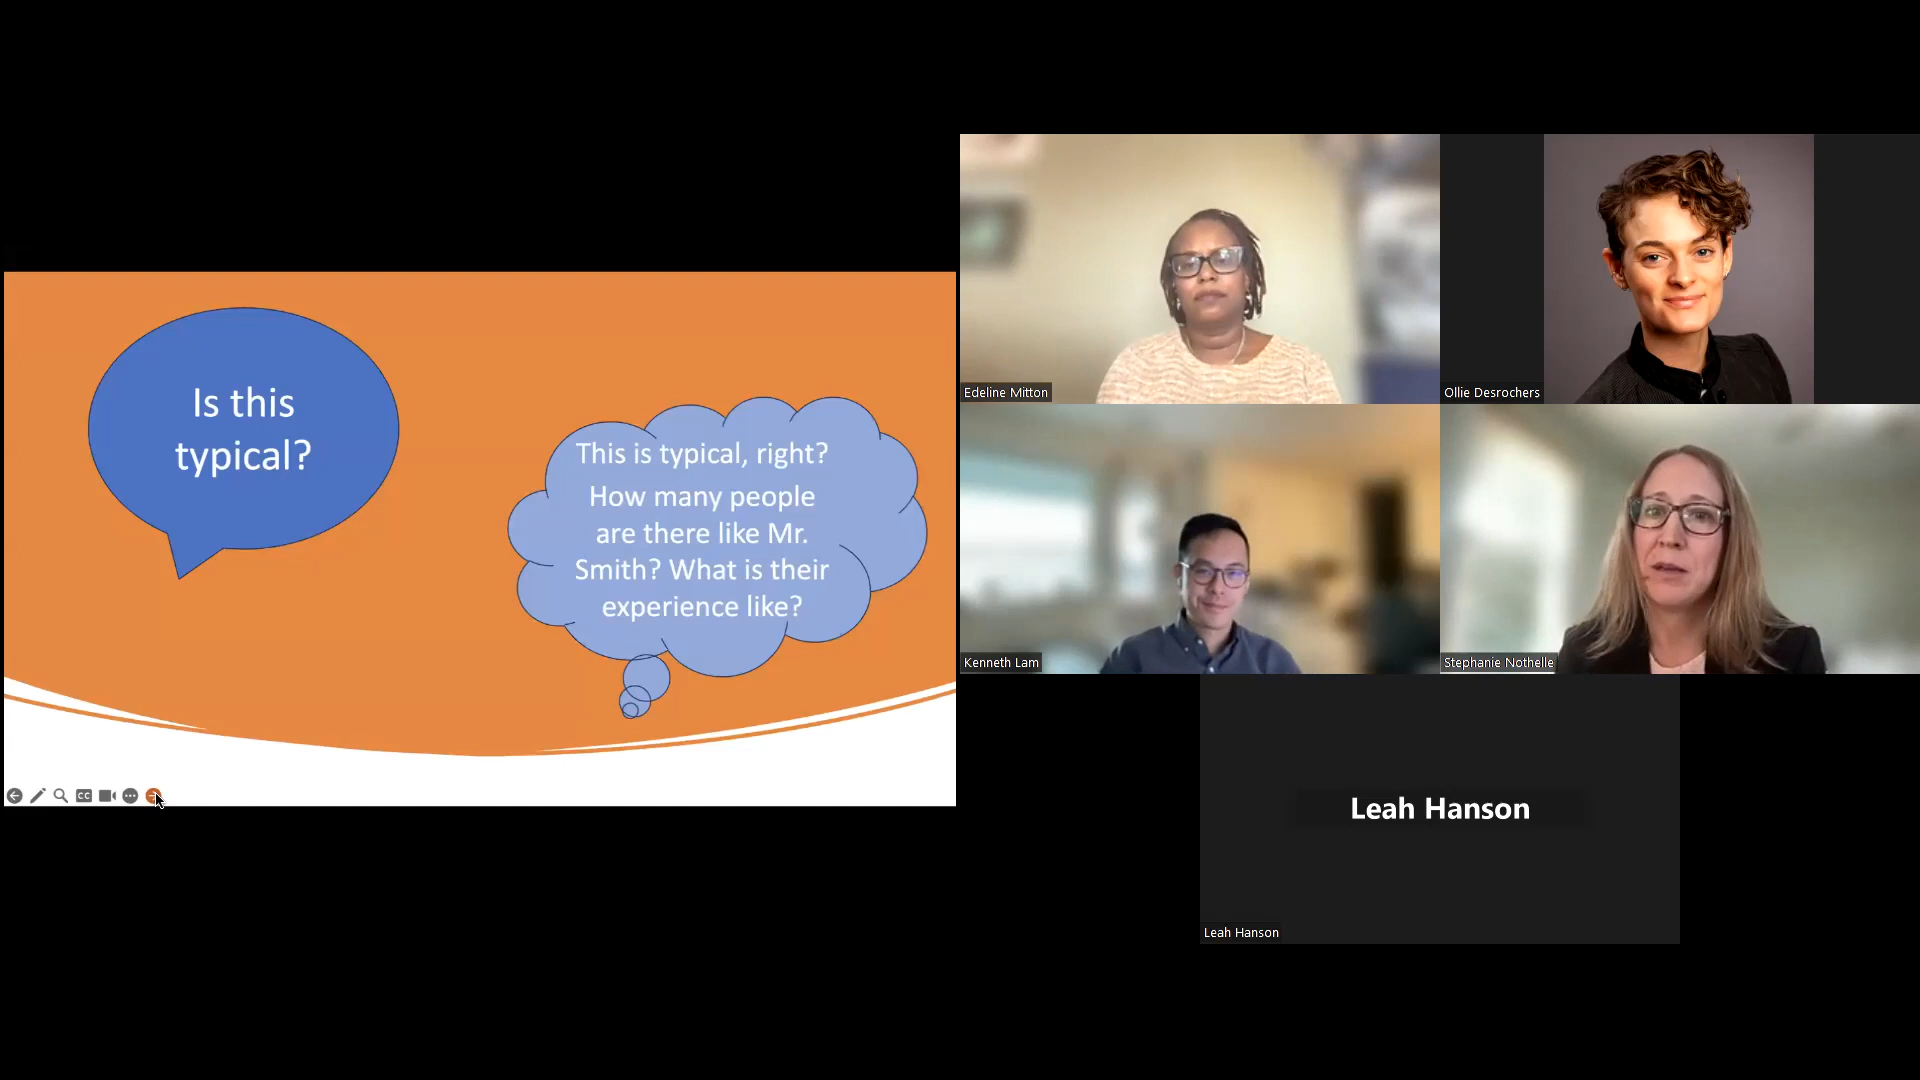 Is this
typical?
This is typical, right?
How many people
are there like Mr.
Smith? What is their
experience like?
CC
Edeline Mitton
Ollie Desrochers
Kenneth Lam
Stephanie Nothelle
Leah Hanson
Leah Hanson